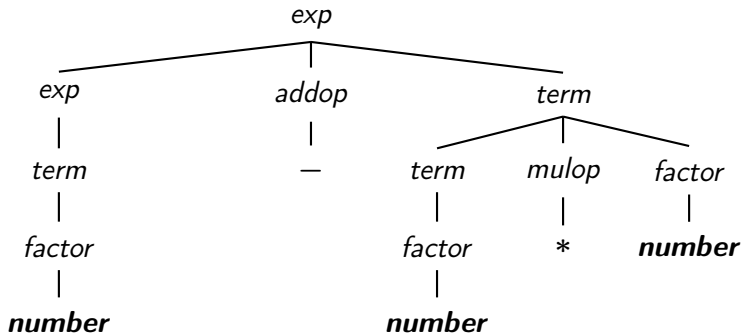 exp
exp addop term
term – term mulop factor
factor factor * number
number number